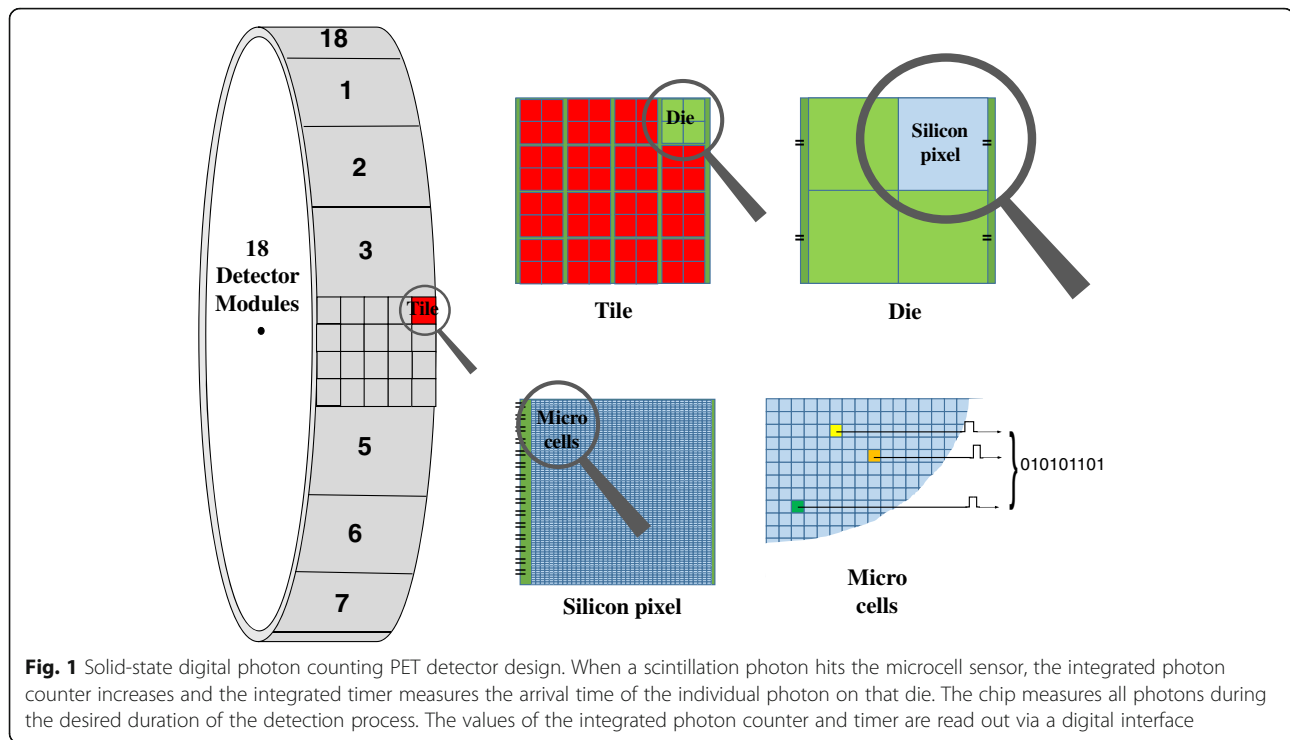 18
1
2
3
18
Detector
Modules
Tile
5
6
7
Die
Tile
Silicon
pixel
Die
Micro
cells
Silicon pixel
010101101
Micro
cells
Fig. 1 Solid-state digital photon counting PET detector design. When a scintillation photon hits the microcell sensor, the integrated photon
counter increases and the integrated timer measures the arrival time of the individual photon on that die. The chip measures all photons during
the desired duration of the detection process. The values of the integrated photon counter and timer are read out via a digital interface